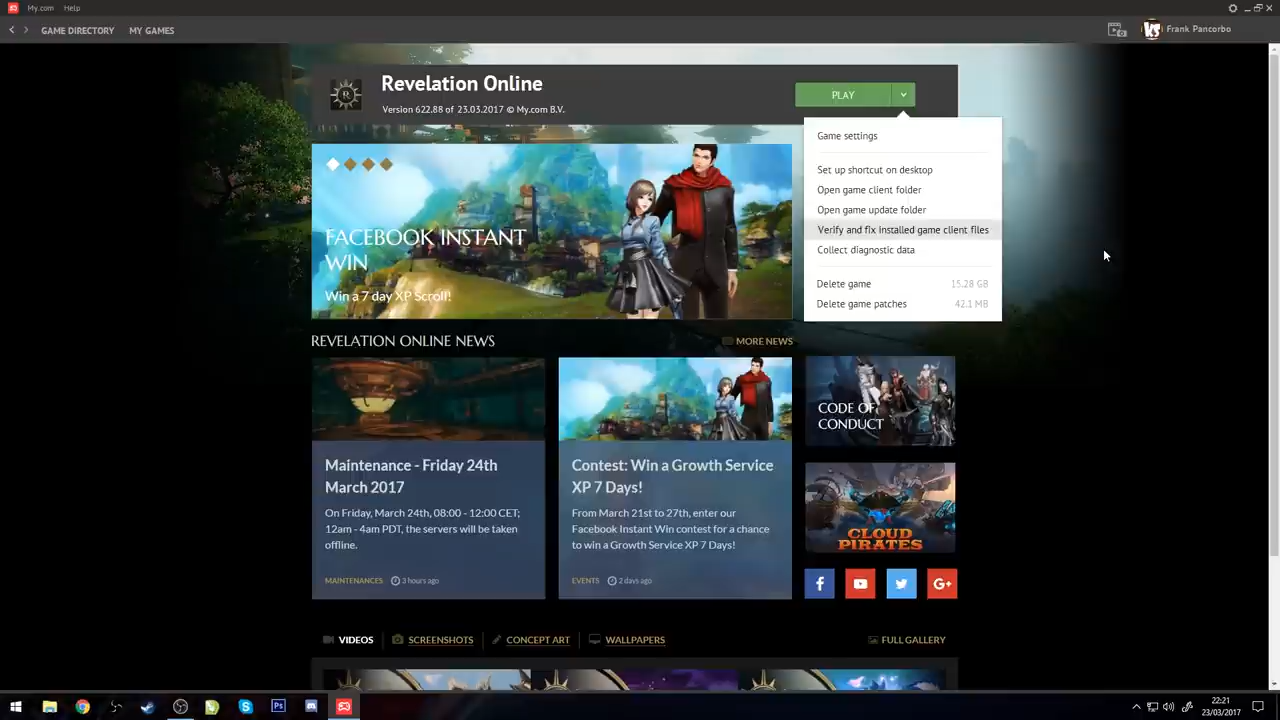 My.com Help
GAME DIRECTORY MY GAMES
Frank Pancorbo
Revelation Online
Version 622.88 of 23.03.2017 © My.com B.V.
PLAY
Game settings
Set up shortcut on desktop
Open game client folder
Open game update folder
Verify and fix installed game client files
Collect diagnostic data
Delete game 15.28 GB
Delete game patches 42.1 MB
FACEBOOK INSTANT
WIN
Win a 7 day XP Scroll!
REVELATION ONLINE NEWS
MORE NEWS
Maintenance - Friday 24th
March 2017
On Friday, March 24th, 08:00 - 12:00 CET;
12am - 4am PDT, the servers will be taken
offline.
MAINTENANCES 3 hours ago
Contest: Win a Growth Service
XP 7 Days!
From March 21st to 27th, enter our
Facebook Instant Win contest for a chance
to win a Growth Service XP 7 Days!
EVENTS 2 days ago
CODE OF
CONDUCT
CLOUD
PIRATES
VIDEOS SCREENSHOTS CONCEPT ART WALLPAPERS FULL GALLERY
22:21
23/03/2017